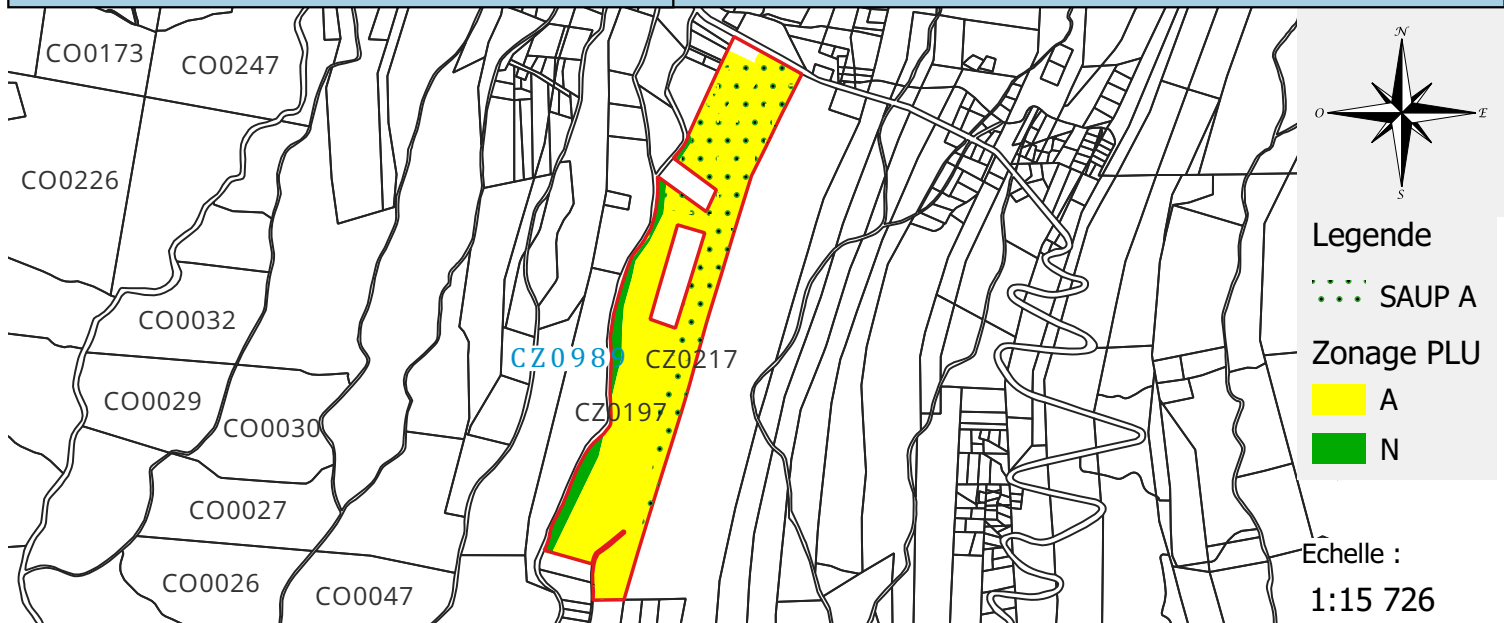 CO0173
CO0247
CO0226
CO0032
CZ0989
CZ0217
CO0029
CZ0197
CO0030
CO0027
CO0026
CO0047
N
O
E
S
Legende
SAUP A
Zonage PLU
A
N
Echelle :
1:15 726